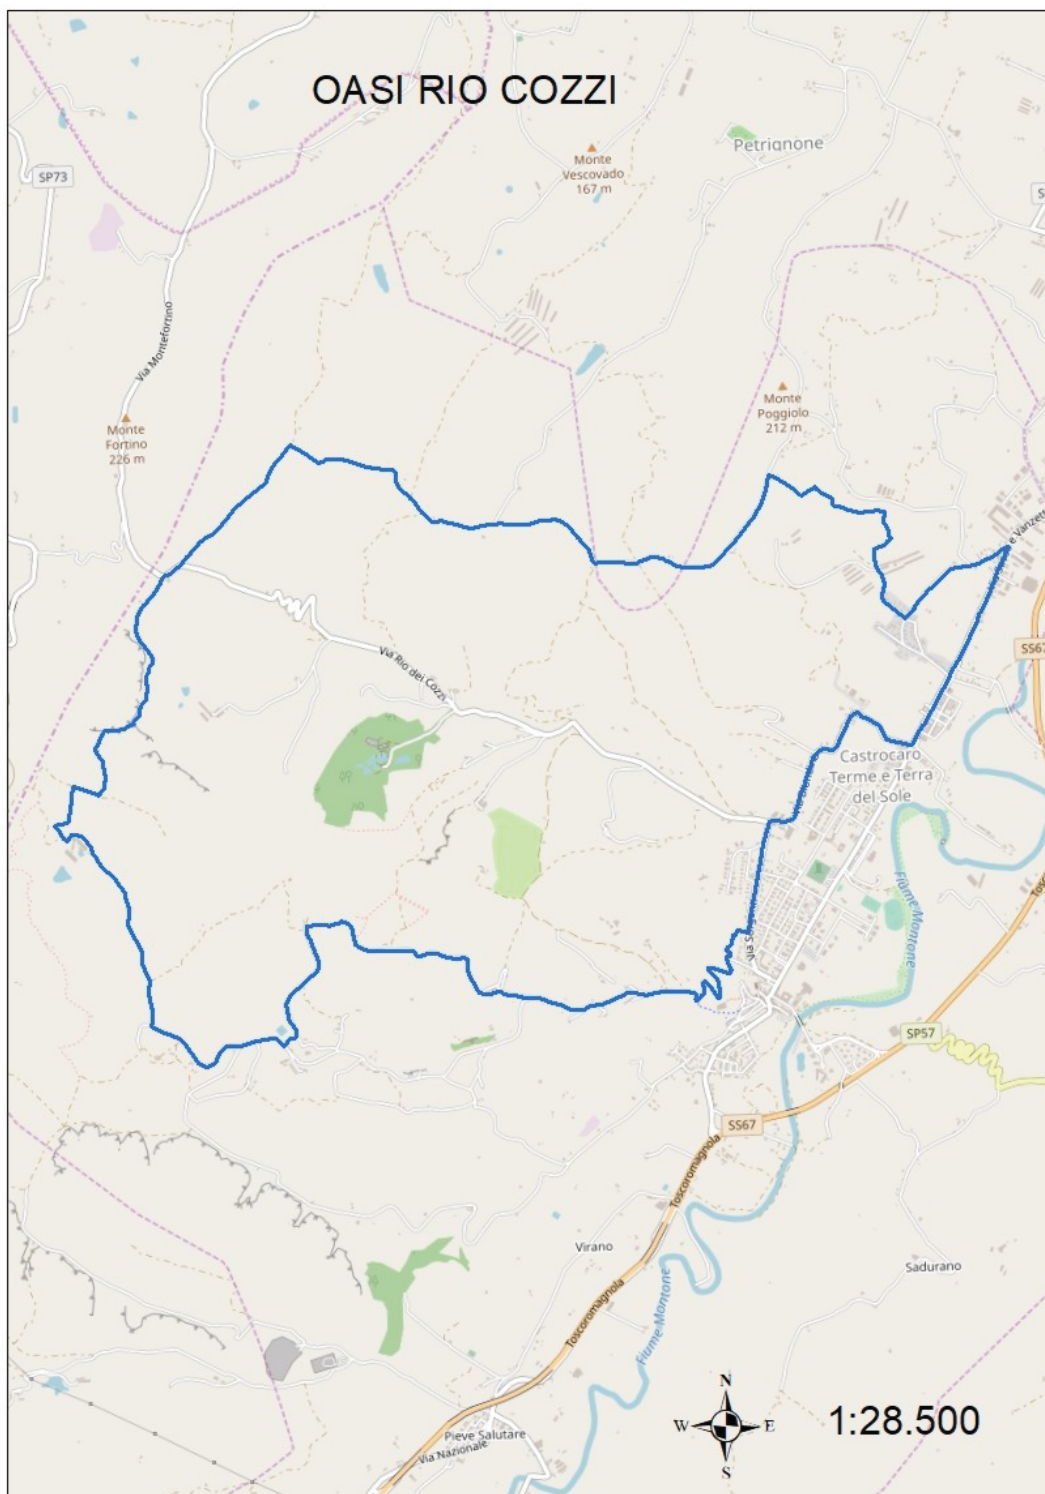 OASI RIO COZZI
Petrignone
Monte
Vescovado
167 m
SP73
Via Montefortino
Monte
Poggiolo
212 m
Monte
Fortino
226 m
e Vanzett
SS67
Via Rio dei Cozzi
Castrocaro
Terme e Terra
del Sole
Fiume Montone
SP57
SS67
Toscoromagnola
Virano
Sadurano
Toscoromagnola
Fiume Montone
N
W
E
S
1:28.500
Pieve Salutare
Via Nazionale